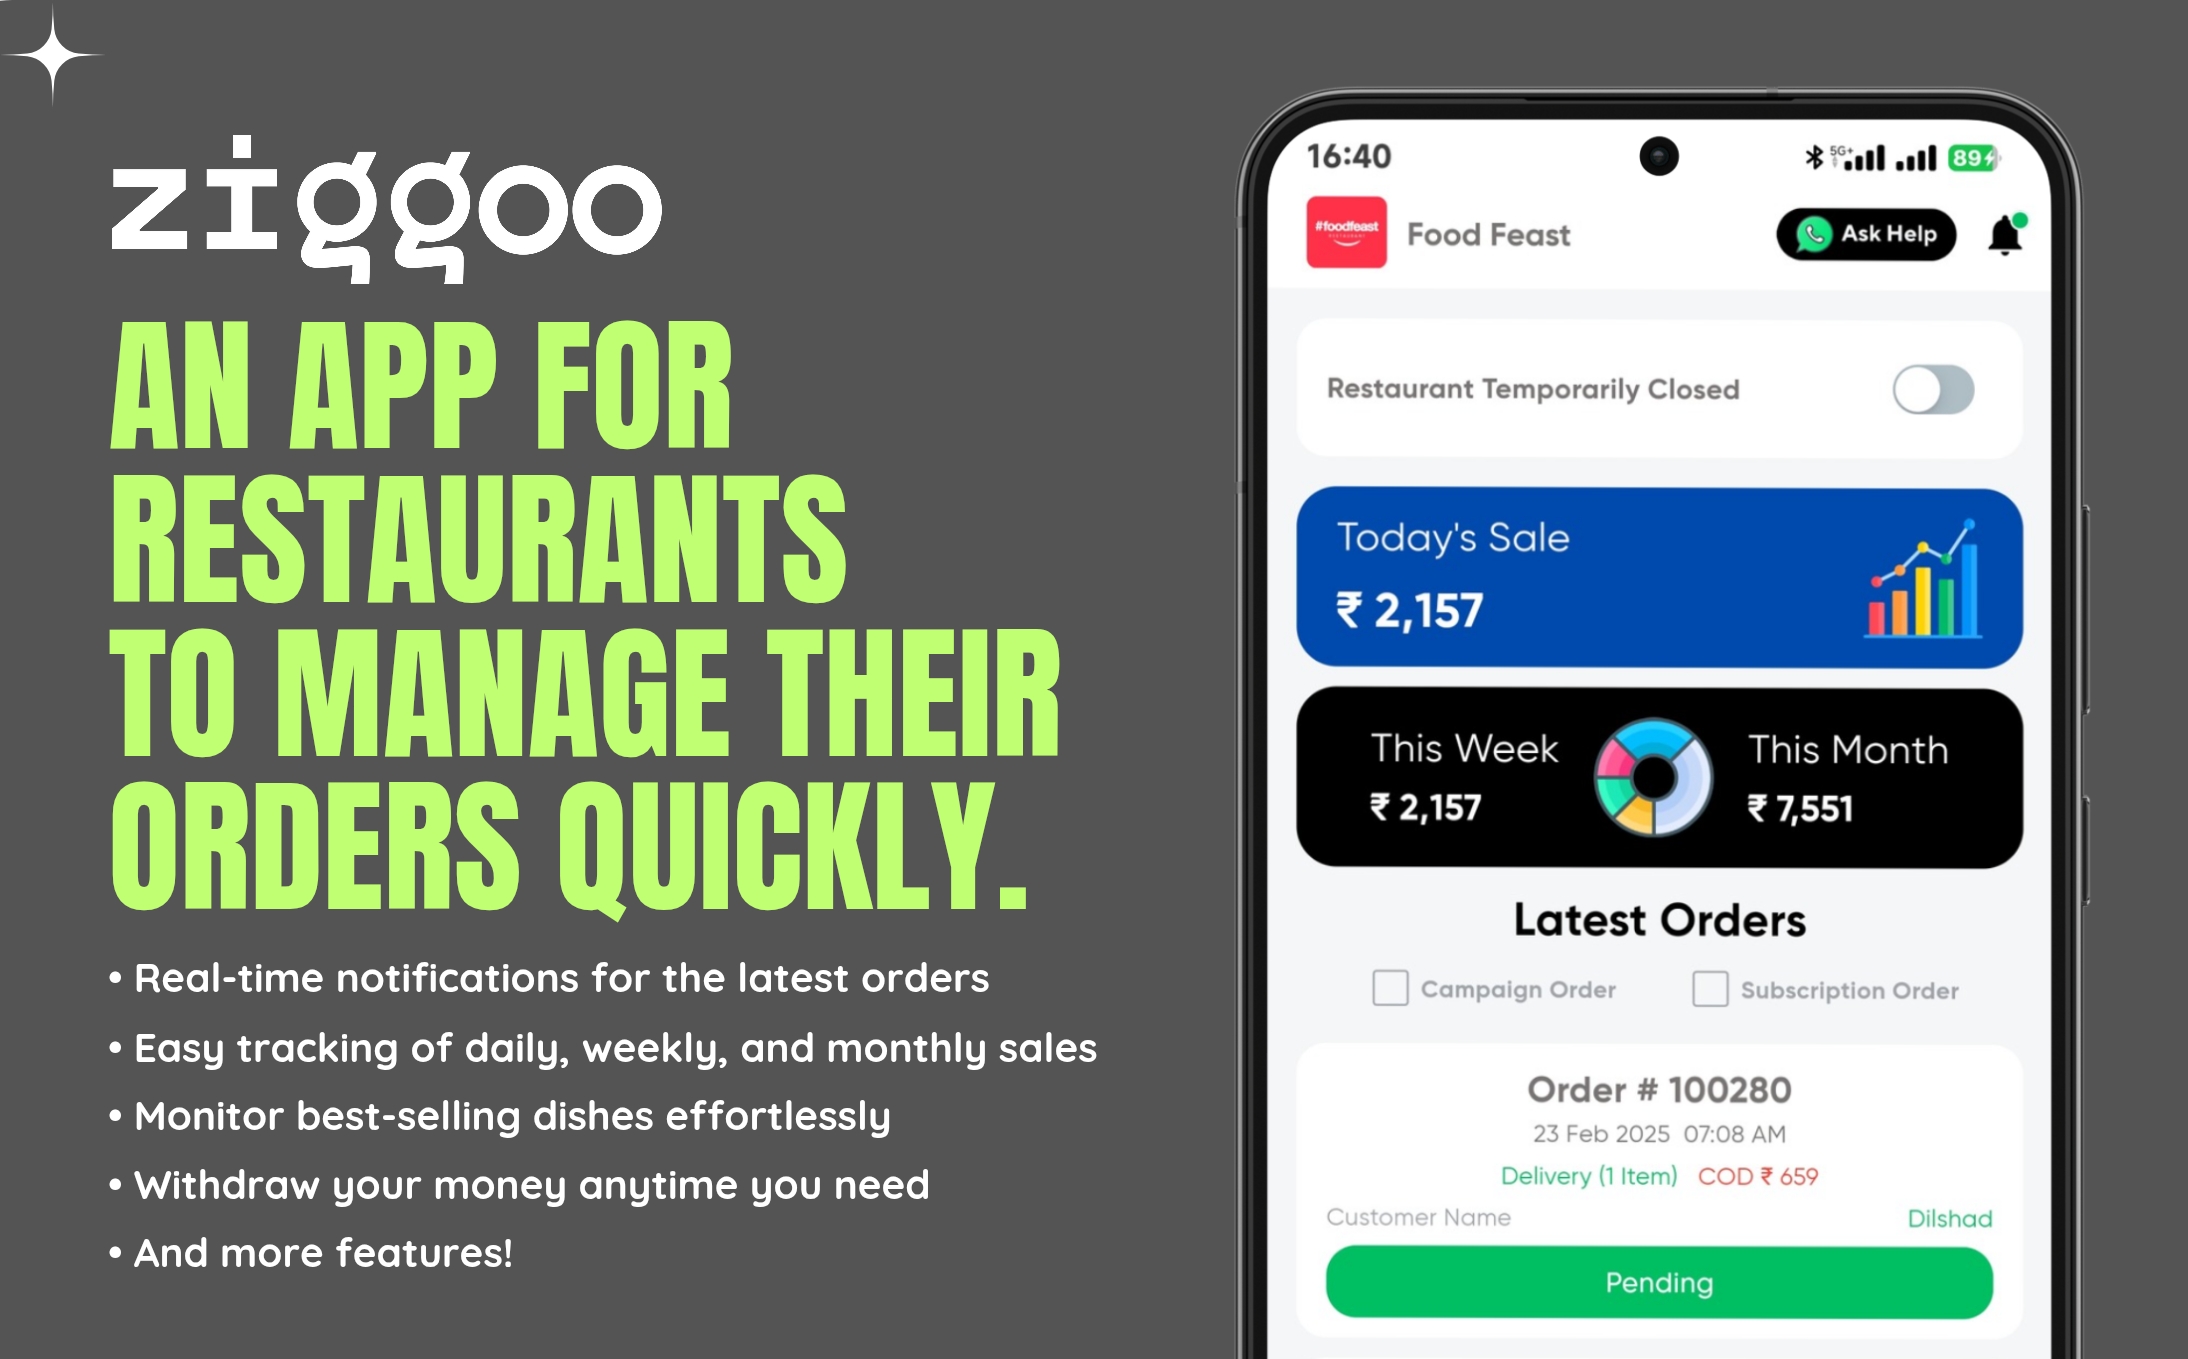 ziggoo
AN APP FOR
RESTAURANTS
TO MANAGE THEIR
ORDERS QUICKLY.
• Real-time notifications for the latest orders
• Easy tracking of daily, weekly, and monthly sales
• Monitor best-selling dishes effortlessly
• Withdraw your money anytime you need
• And more features!
16:40
5G+
89
#foodfeast
Food Feast
Ask Help
Restaurant Temporarily Closed
Today's Sale
₹ 2,157
This Week
₹ 2,157
This Month
₹ 7,551
Latest Orders
Campaign Order
Subscription Order
Order # 100280
23 Feb 2025 07:08 AM
Delivery (1 Item) COD ₹ 659
Customer Name Dilshad
Pending